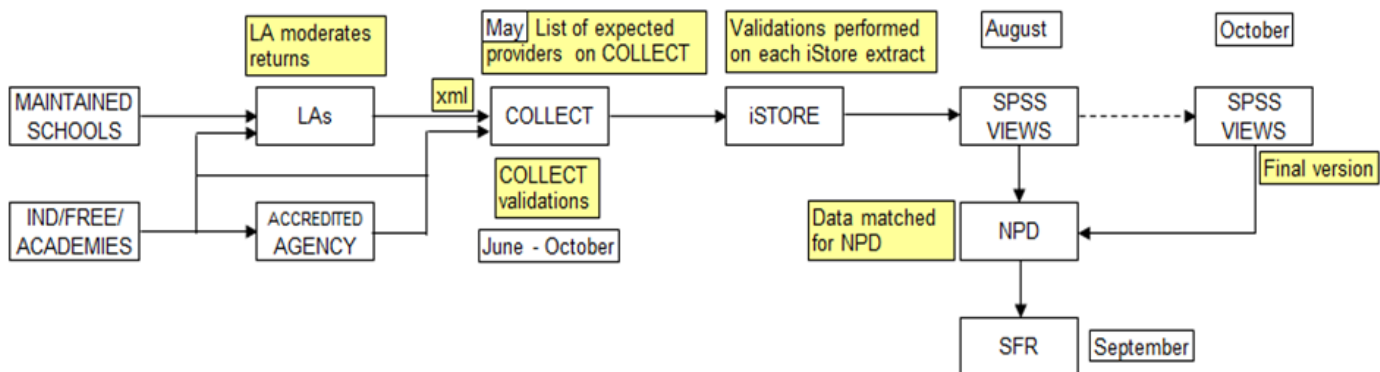 LA moderates
returns
May List of expected
providers on COLLECT
Validations performed
on each iStore extract
August
October
MAINTAINED
SCHOOLS
LAs
xml
COLLECT
iSTORE
SPSS
VIEWS
SPSS
VIEWS
Final version
COLLECT
validations
IND/FREE/
ACADEMIES
ACCREDITED
AGENCY
June - October
Data matched
for NPD
NPD
SFR
September